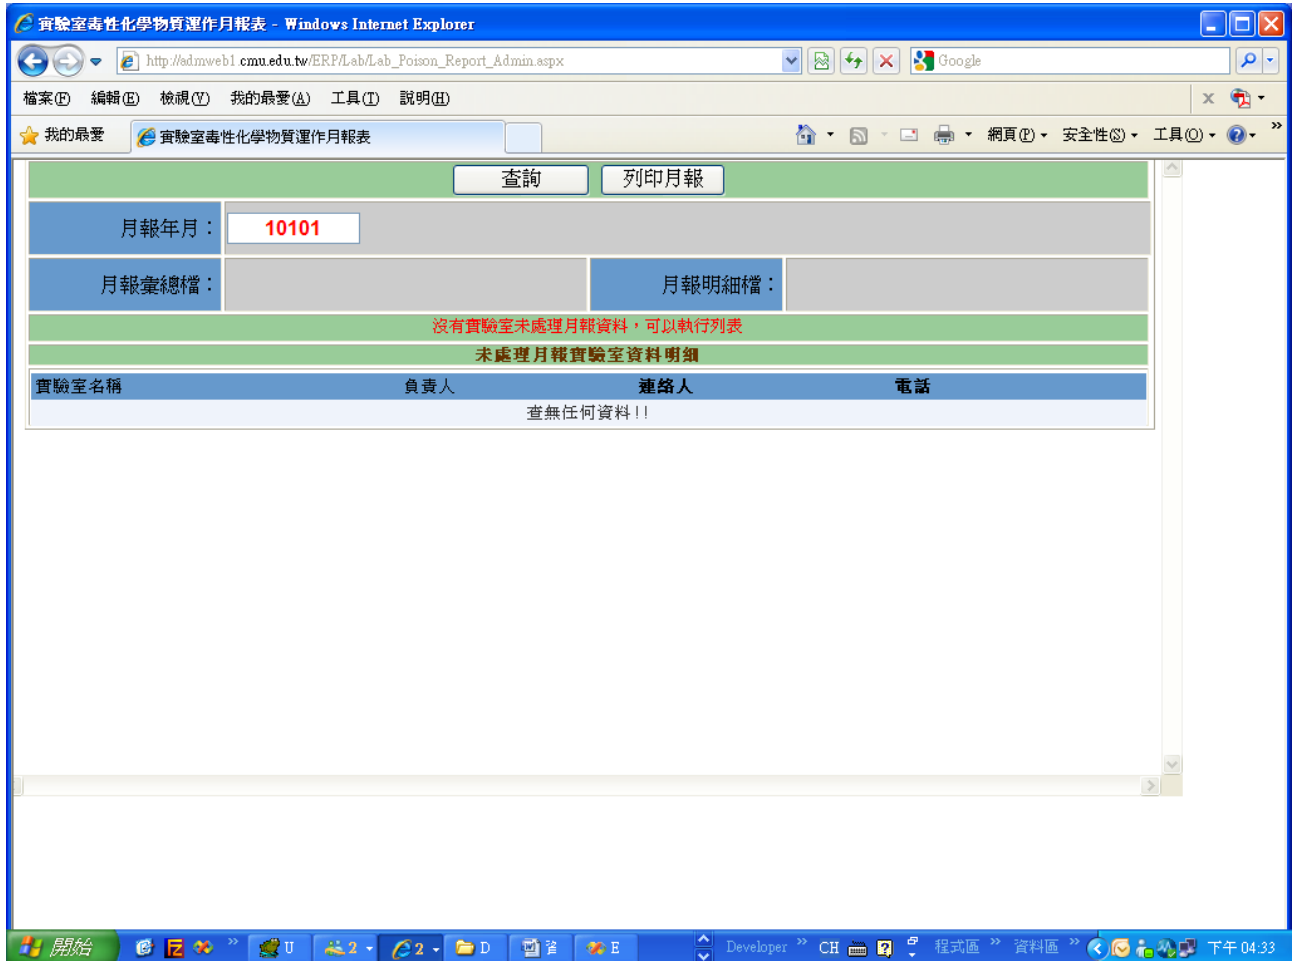 實驗室毒性化學物質運作月報表 - Windows Internet Explorer
http://admweb1.cmu.edu.tw/ERP/Lab/Lab_Poison_Report_Admin.aspx Google
檔案(F) 編輯(E) 檢視(V) 我的最愛(A) 工具(T) 說明(H)
我的最愛 實驗室毒性化學物質運作月報表 網頁(P) 安全性(S) 工具(O)
查詢 列印月報
月報年月: 10101
月報彙總檔: 月報明細檔:
沒有實驗室未處理月報資料,可以執行列表
未處理月報實驗室資料明細
實驗室名稱 負責人 連絡人 電話
查無任何資料!!
開始 U 2 2 D E Developer CH 程式區 資料區 下午 04:33